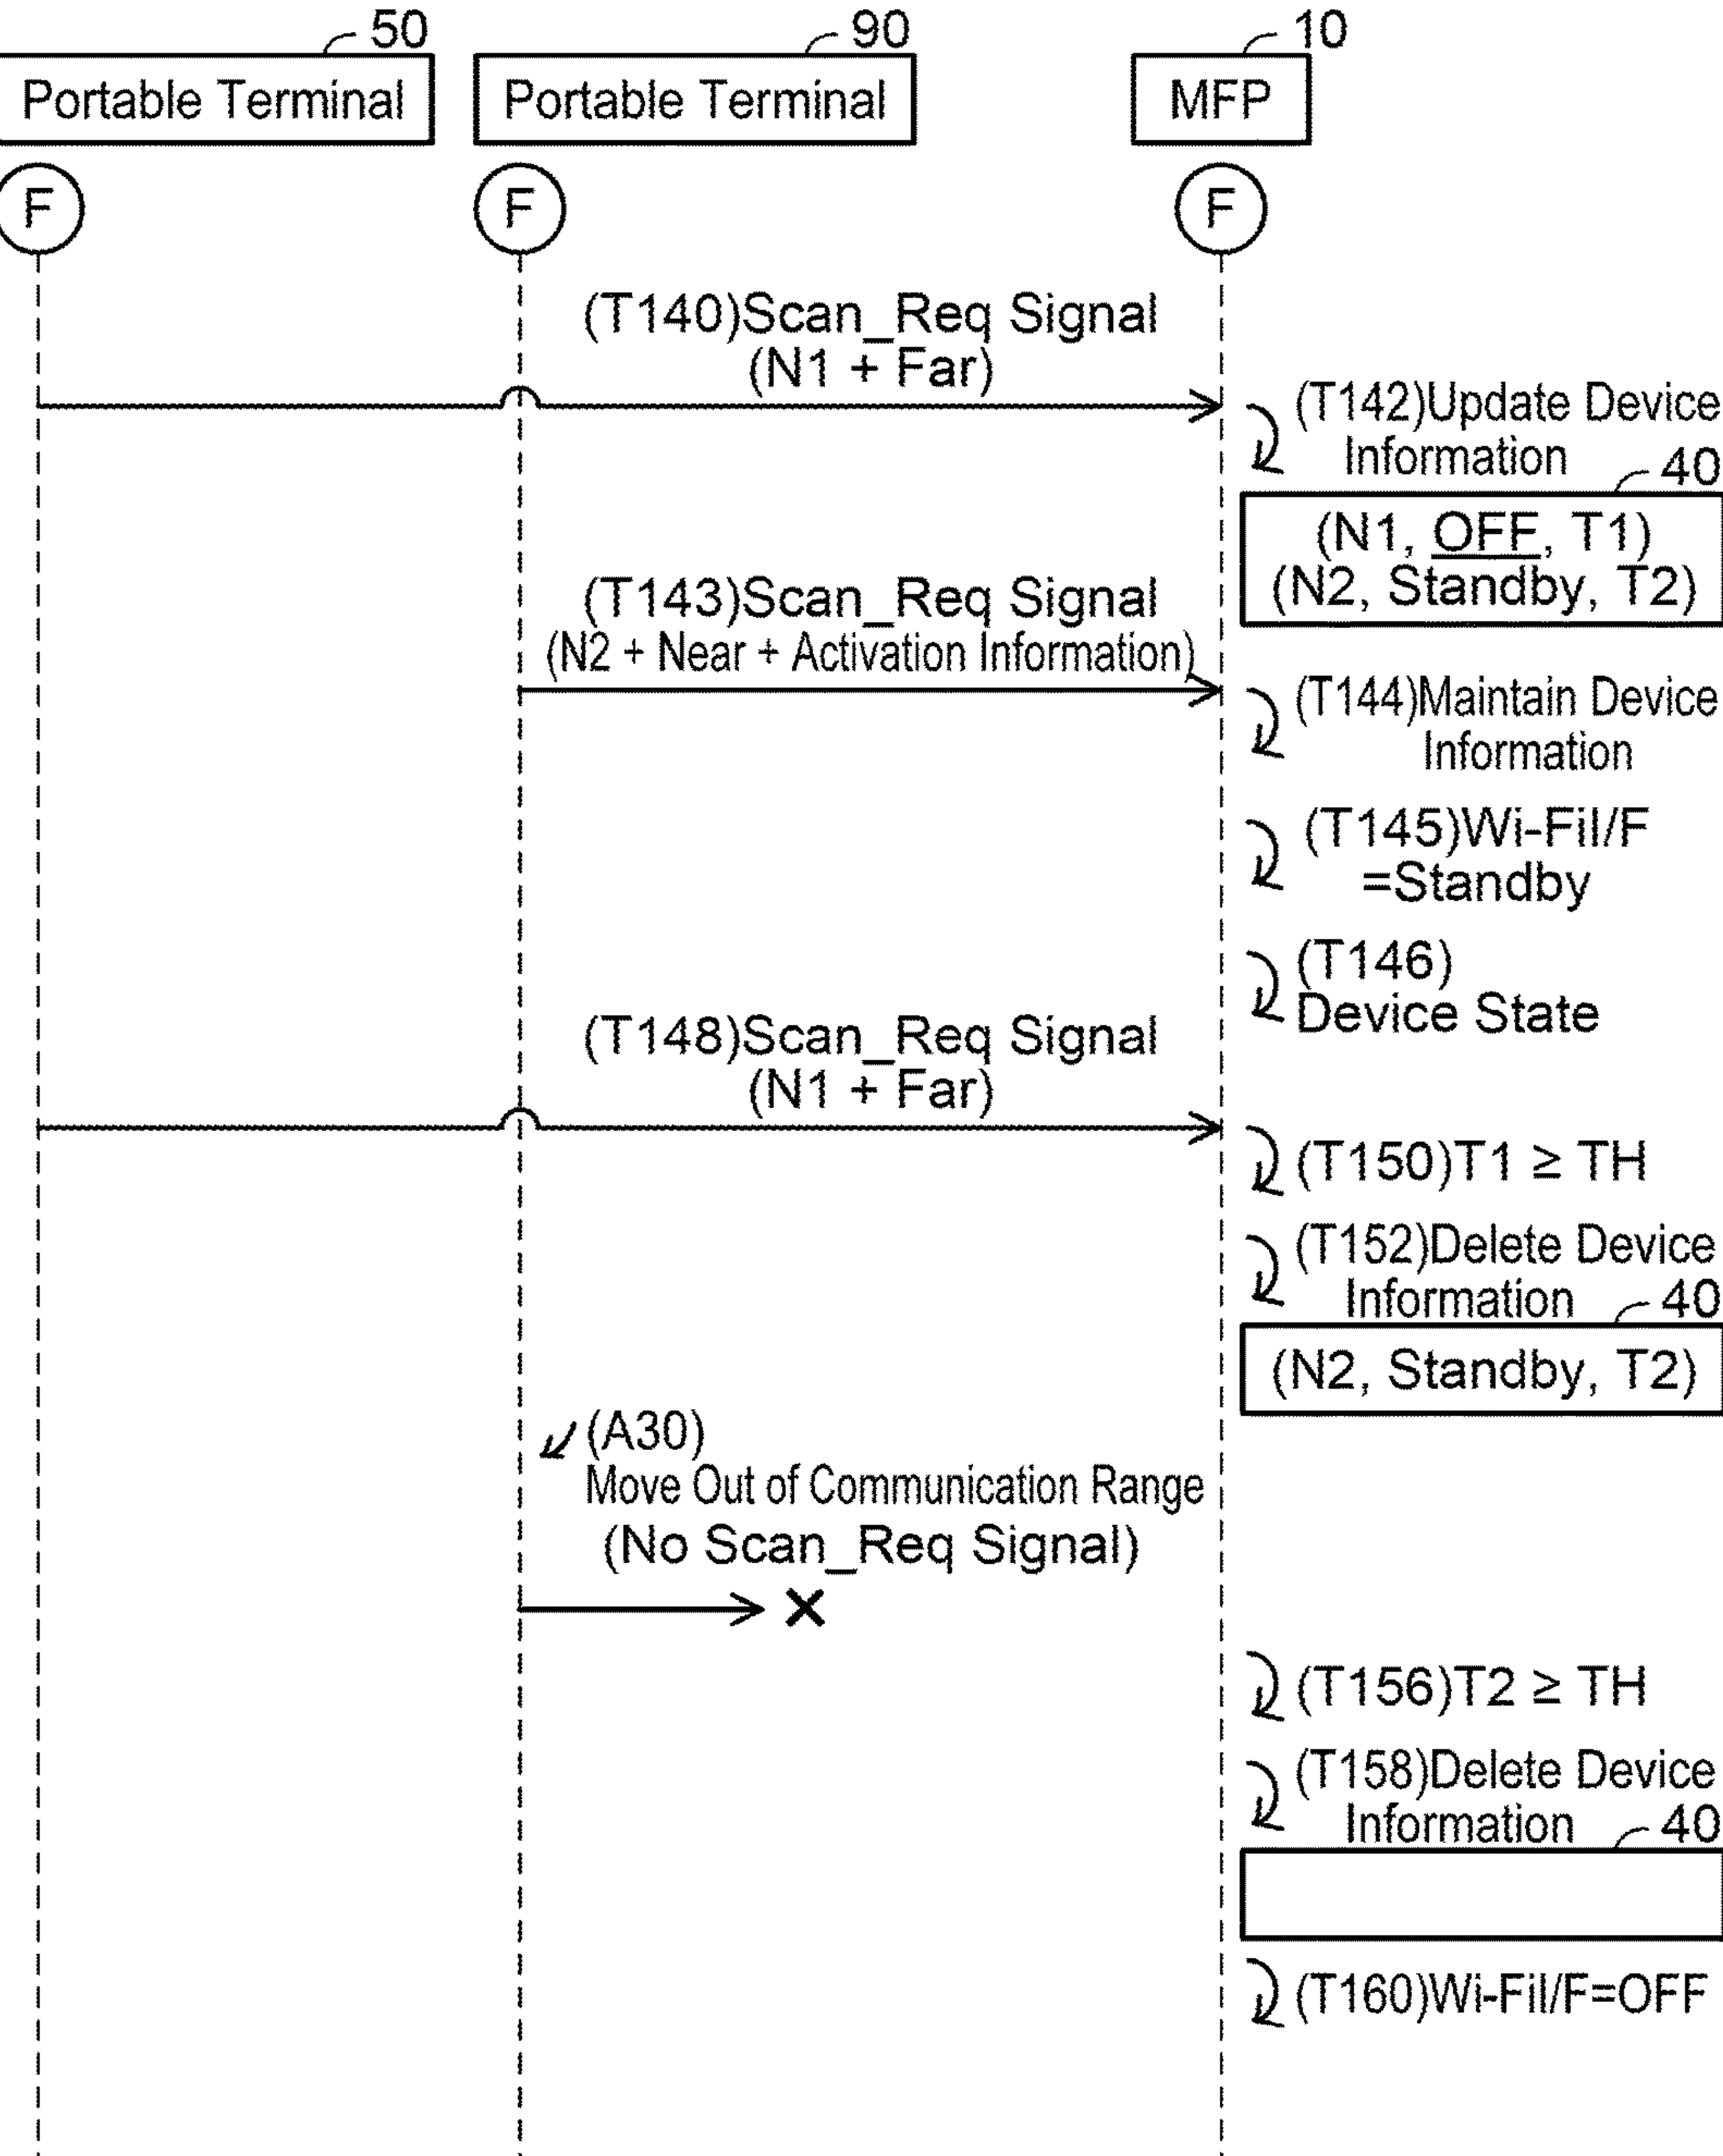 50
90
10
Portable Terminal
Portable Terminal
MFP
F
F
F
(T140)Scan_Req Signal
(N1 + Far)
(T142)Update Device
Information
40
(N1, OFF, T1)
(N2, Standby, T2)
(T143)Scan_Req Signal
(N2 + Near + Activation Information)
(T144)Maintain Device
Information
(T145)Wi-FiI/F
=Standby
(T146)
Device State
(T148)Scan_Req Signal
(N1 + Far)
(T150)T1 ≥ TH
(T152)Delete Device
Information
40
(N2, Standby, T2)
(A30)
Move Out of Communication Range
(No Scan_Req Signal)
(T156)T2 ≥ TH
(T158)Delete Device
Information
40
(T160)Wi-FiI/F=OFF